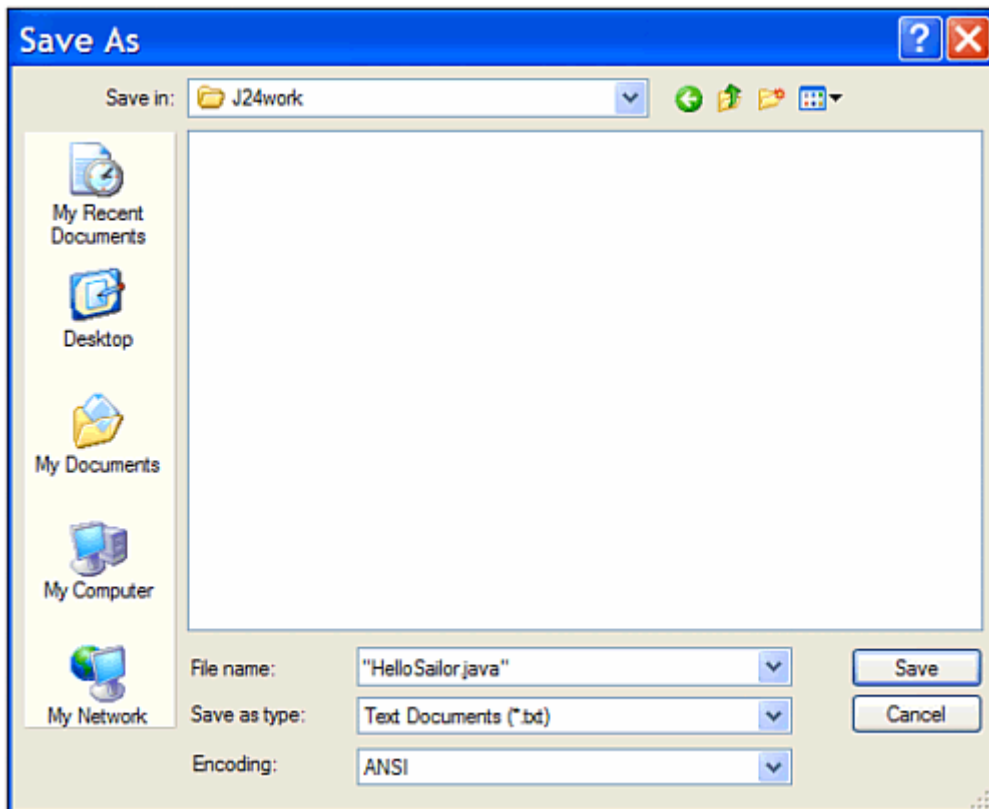 Save As
?
Save in: J24work
My Recent
Documents
Desktop
My Documents
My Computer
My Network
File name: "HelloSailor.java"
Save
Save as type: Text Documents (*.txt)
Cancel
Encoding: ANSI